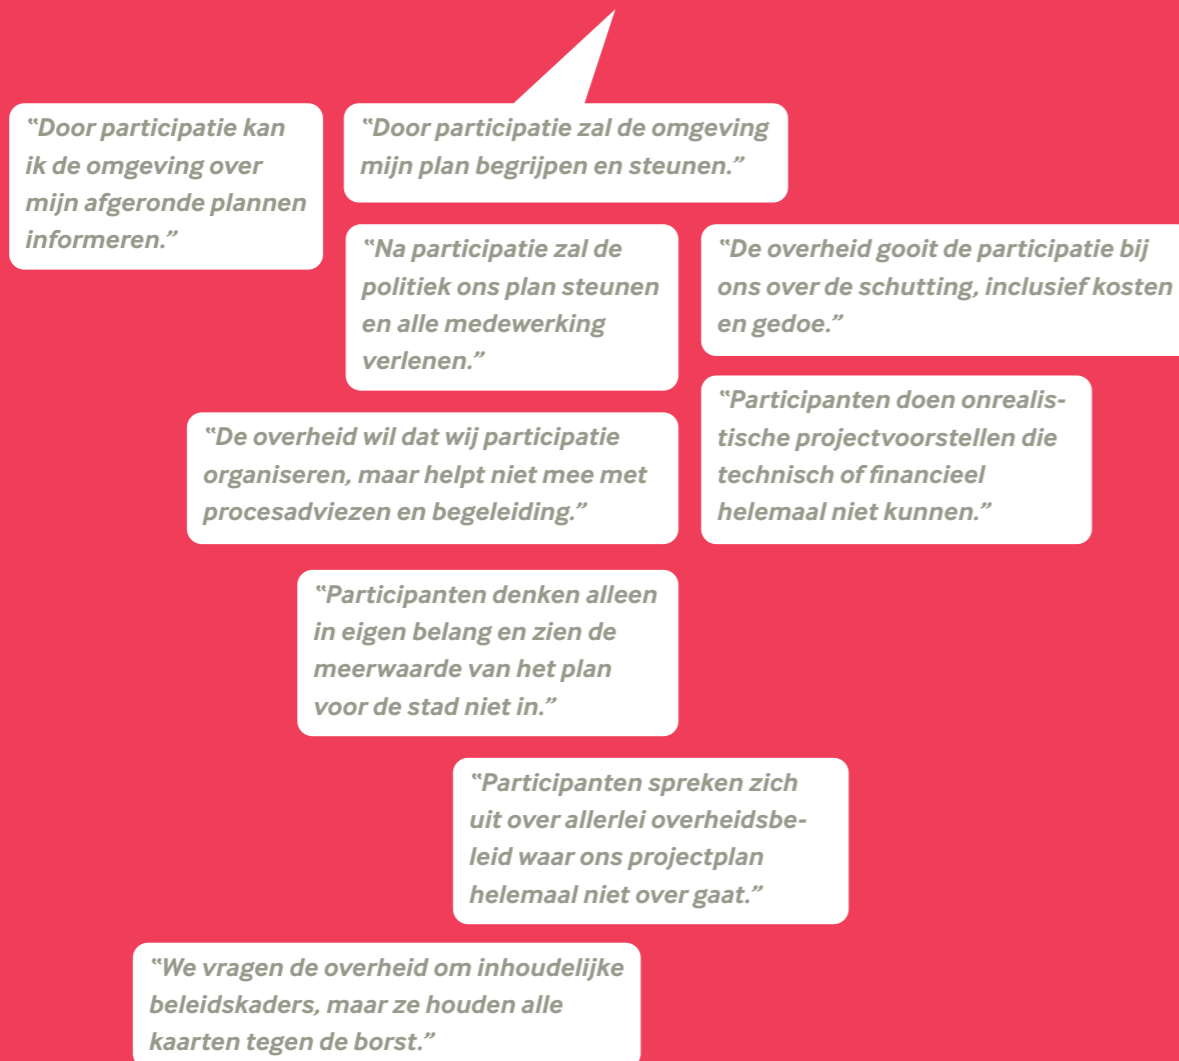 “Door participatie kan
ik de omgeving over
mijn afgeronde plannen
informeren.”
“Door participatie zal de omgeving
mijn plan begrijpen en steunen.”
“Na participatie zal de
politiek ons plan steunen
en alle medewerking
verlenen.”
“De overheid gooit de participatie bij
ons over de schutting, inclusief kosten
en gedoe.”
“De overheid wil dat wij participatie
organiseren, maar helpt niet mee met
procesadviezen en begeleiding.”
“Participanten doen onrealis-
tische projectvoorstellen die
technisch of financieel
helemaal niet kunnen.”
“Participanten denken alleen
in eigen belang en zien de
meerwaarde van het plan
voor de stad niet in.”
“Participanten spreken zich
uit over allerlei overheidsbe-
leid waar ons projectplan
helemaal niet over gaat.”
“We vragen de overheid om inhoudelijke
beleidskaders, maar ze houden alle
kaarten tegen de borst.”